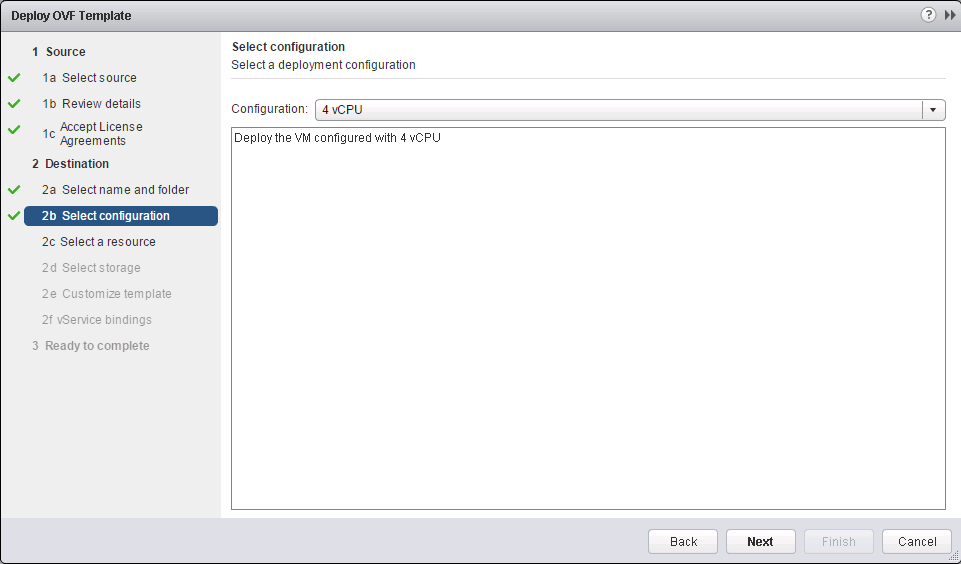 Deploy OVF Template
?
1 Source
1a Select source
1b Review details
1c Accept License
Agreements
2 Destination
2a Select name and folder
2b Select configuration
2c Select a resource
2d Select storage
2e Customize template
2f vService bindings
3 Ready to complete
Select configuration
Select a deployment configuration
Configuration: 4 vCPU
Deploy the VM configured with 4 vCPU
Back Next Finish Cancel